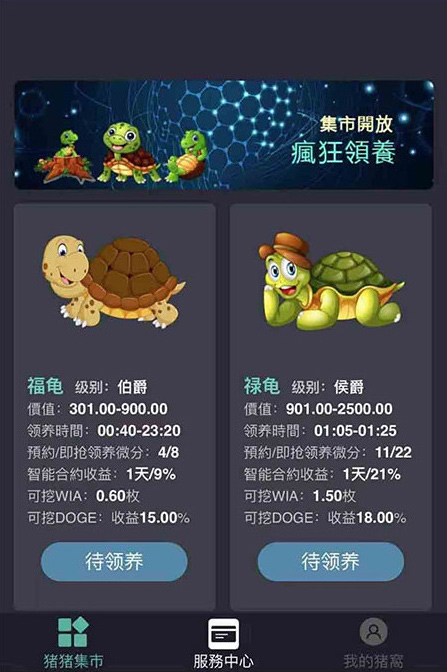 集市開放
瘋狂領養
福龟 级别：伯爵
價值：301.00-900.00
领养時間：00:40-23:20
預約/即抢领养微分：4/8
智能合約收益：1天/9%
可挖WIA：0.60枚
可挖DOGE：收益15.00%
待领养
禄龟 级别：侯爵
價值：901.00-2500.00
领养時間：01:05-01:25
預約/即抢领养微分：11/22
智能合約收益：1天/21%
可挖WIA：1.50枚
可挖DOGE：收益18.00%
待领养
猪猪集市
服務中心
我的猪窩